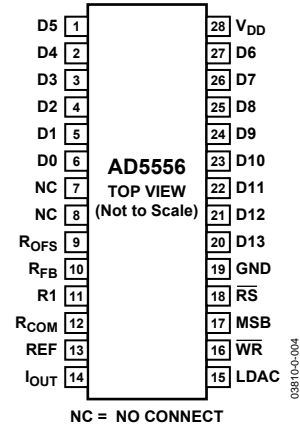 D5 1 28 VDD
D4 2 27 D6
D3 3 26 D7
D2 4 25 D8
D1 5 24 D9
D0 6 AD5556 23 D10
NC 7 TOP VIEW 22 D11
NC 8 (Not to Scale) 21 D12
ROFS 9 20 D13
RFB 10 19 GND
R1 11 18 RS
RCOM 12 17 MSB
REF 13 16 WR
IOUT 14 15 LDAC
NC = NO CONNECT
03810-0-004